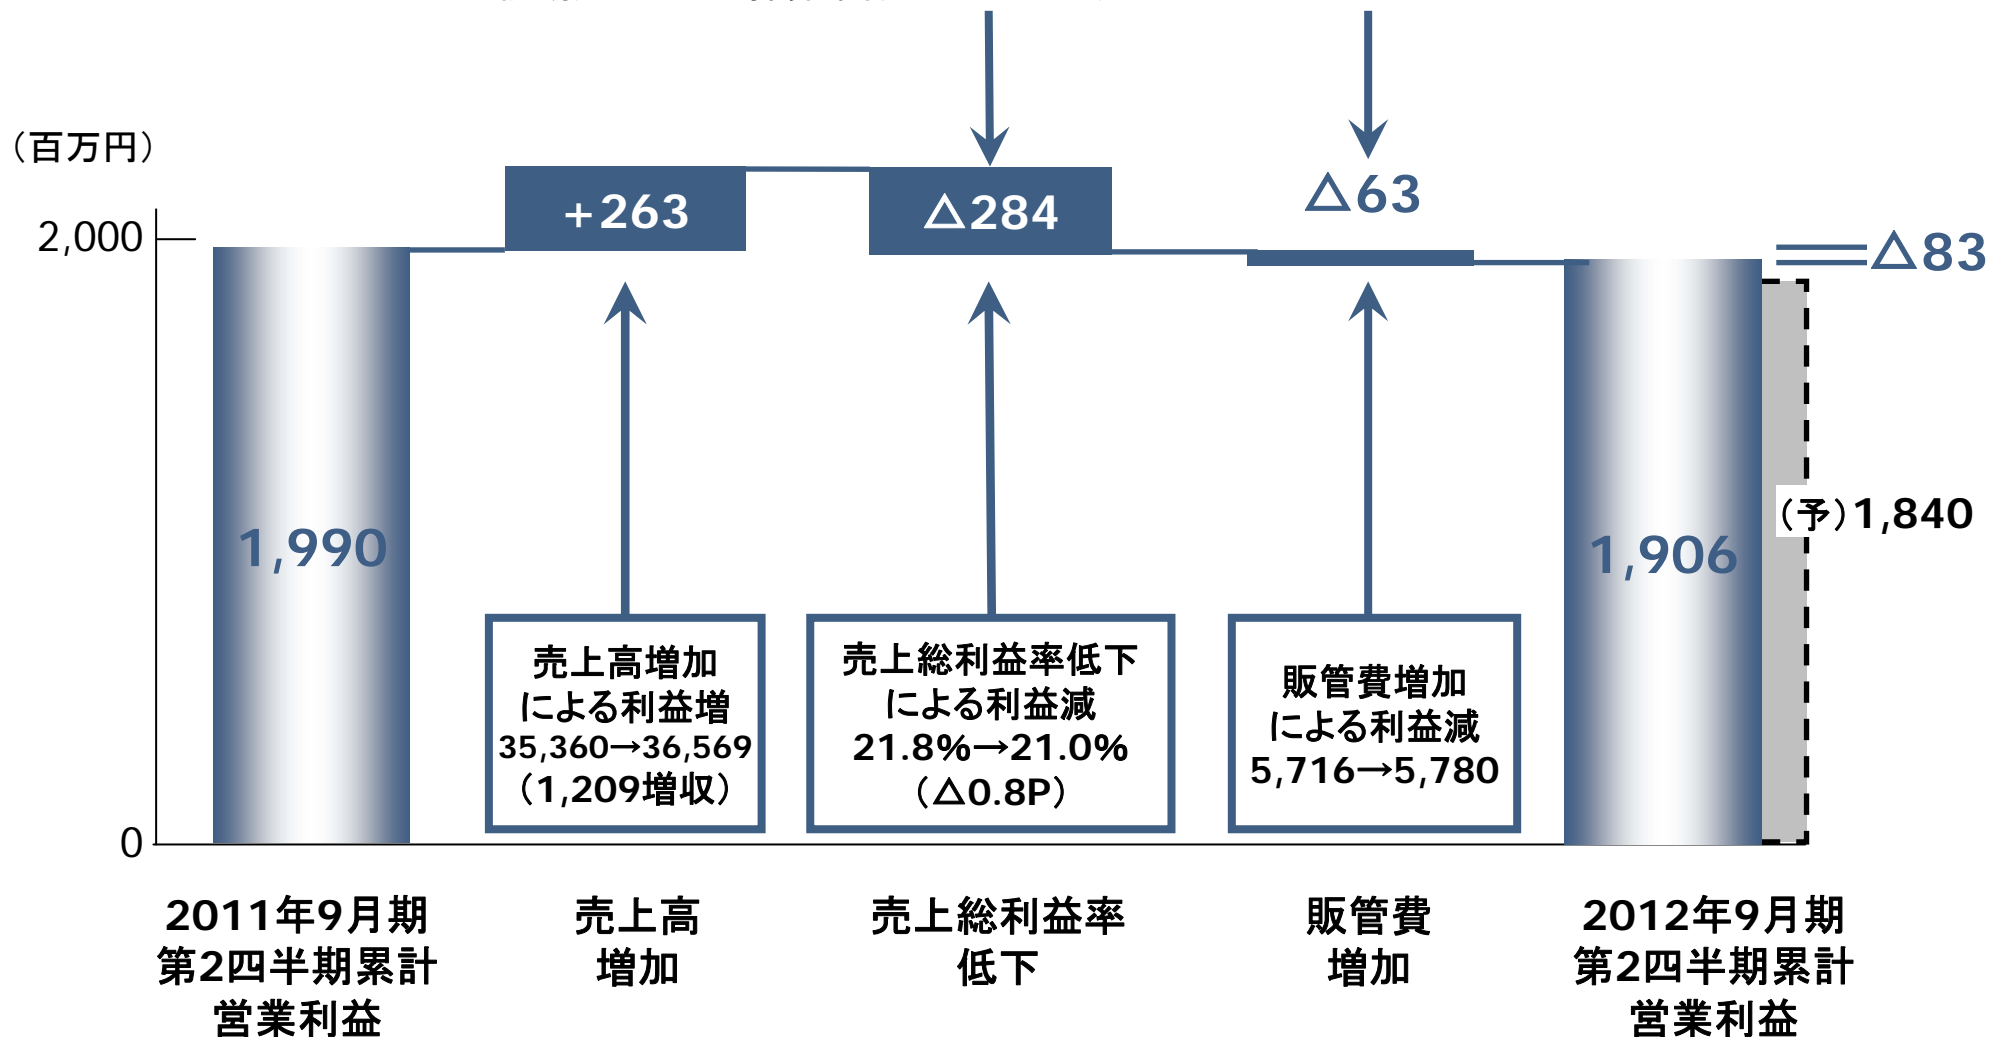 （百万円）
2,000
0
1,990
+263
△284
△63
△83
1,906
（予）1,840
売上高増加
による利益増
35,360→36,569
（1,209増収）
売上総利益率低下
による利益減
21.8%→21.0%
（△0.8P）
販管費増加
による利益減
5,716→5,780
2011年9月期
第2四半期累計
営業利益
売上高
増加
売上総利益率
低下
販管費
増加
2012年9月期
第2四半期累計
営業利益